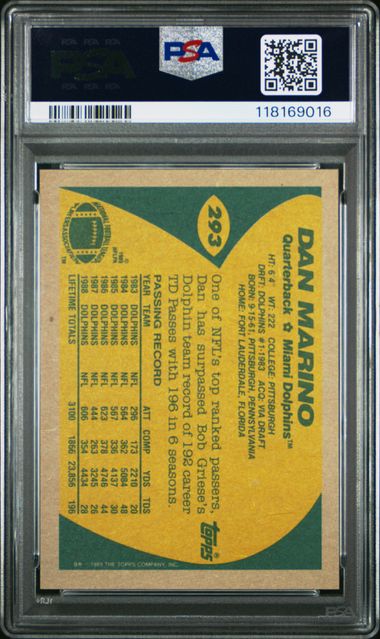 PSA
PSA
118169016
293
DAN MARINO
Quarterback ✩ Miami Dolphins™
HT: 6'4" WT: 222 COLLEGE: PITTSBURGH
DRFT: DOLPHINS #1-1983 ACQ: VIA DRAFT
BORN: 9-15-61, PITTSBURGH, PENNSYLVANIA
HOME: FORT LAUDERDALE, FLORIDA
One of NFL's top ranked passers,
Dan has surpassed Bob Griese's
Dolphin team record of 192 career
TD Passes with 196 in 6 seasons.
topps
PASSING RECORD
YEAR TEAM ATT COMP YDS TDS
1983 DOLPHINS NFL 296 173 2210 20
1984 DOLPHINS NFL 564 362 5084 48
1985 DOLPHINS NFL 567 336 4137 30
1986 DOLPHINS NFL 623 378 4746 44
1987 DOLPHINS NFL 444 263 3245 26
1988 DOLPHINS NFL 606 354 4434 28
LIFETIME TOTALS 3100 1866 23,856 196
© 1989 THE TOPPS COMPANY, INC.
PSA